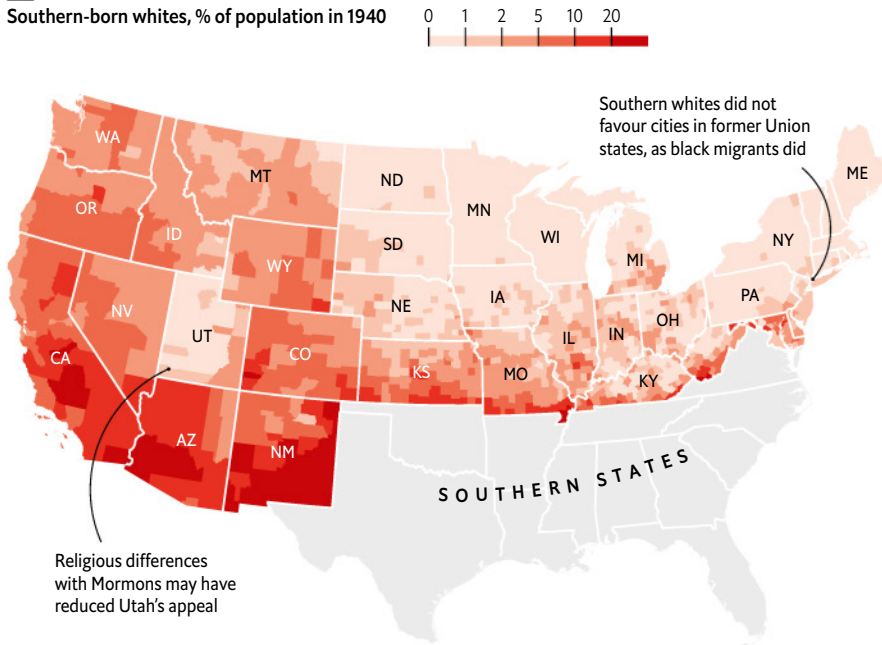 Southern-born whites, % of population in 1940
0 1 2 5 10 20
Southern whites did not
favour cities in former Union
states, as black migrants did
WA
MT
ND
MN
ME
OR
ID
SD
WI
MI
NY
WY
NE
IA
PA
NV
UT
CO
IL
IN
OH
CA
KS
MO
KY
AZ
NM
SOUTHERN STATES
Religious differences
with Mormons may have
reduced Utah's appeal